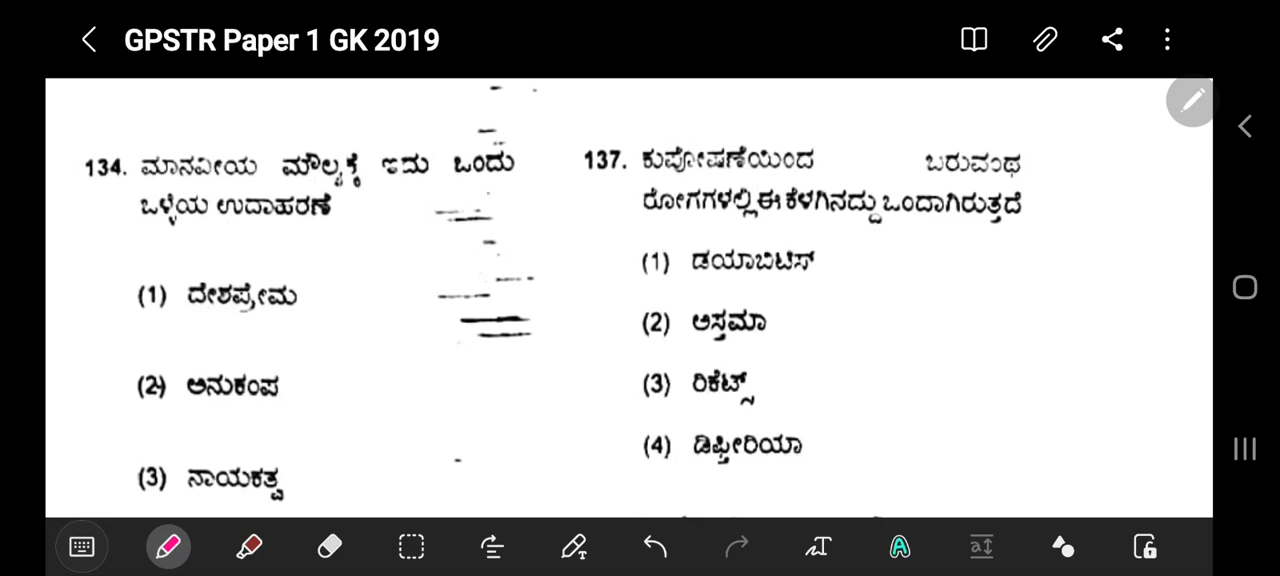 GPSTR Paper 1 GK 2019
134. ಮಾನವೀಯ ಮೌಲ್ಯಕ್ಕೆ ಇದು ಒಂದು
ಒಳ್ಳೆಯ ಉದಾಹರಣೆ
(1) ದೇಶಪ್ರೇಮ
(2) ಅನುಕಂಪ
(3) ನಾಯಕತ್ವ
137. ಕುಪೋಷಣೆಯಿಂದ ಬರುವಂಥ
ರೋಗಗಳಲ್ಲಿ ಈ ಕೆಳಗಿನದ್ದು ಒಂದಾಗಿರುತ್ತದೆ
(1) ಡಯಾಬಿಟಿಸ್
(2) ಅಸ್ತಮಾ
(3) ರಿಕೆಟ್ಸ್
(4) ಡಿಫ್ತೀರಿಯಾ